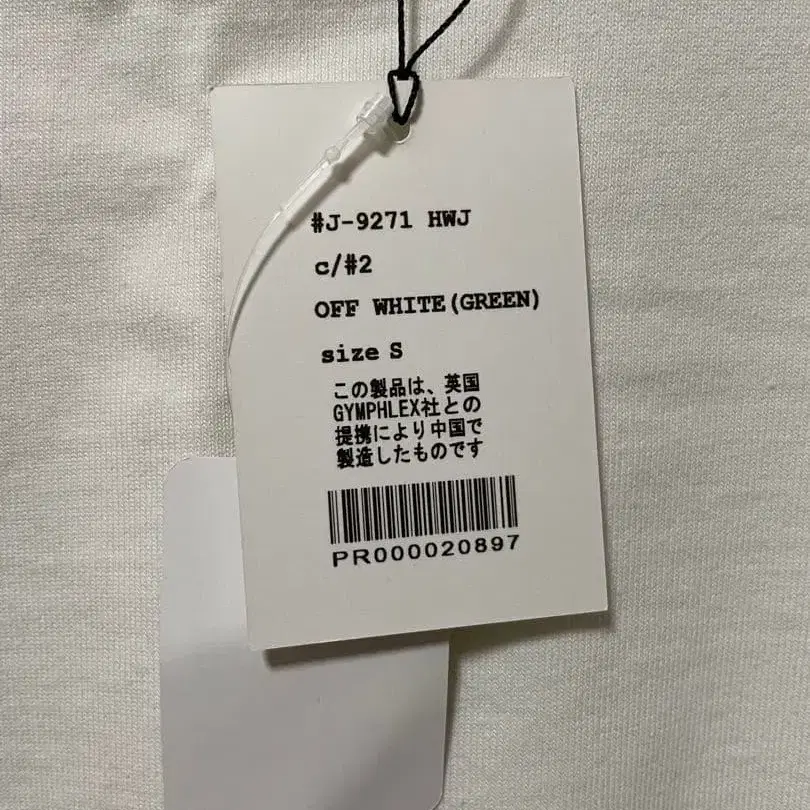 #J-9271 HWJ
c/#2
OFF WHITE(GREEN)
size S
この製品は、英国
GYMPHLEX社との
提携により中国で
製造したものです
PR000020897